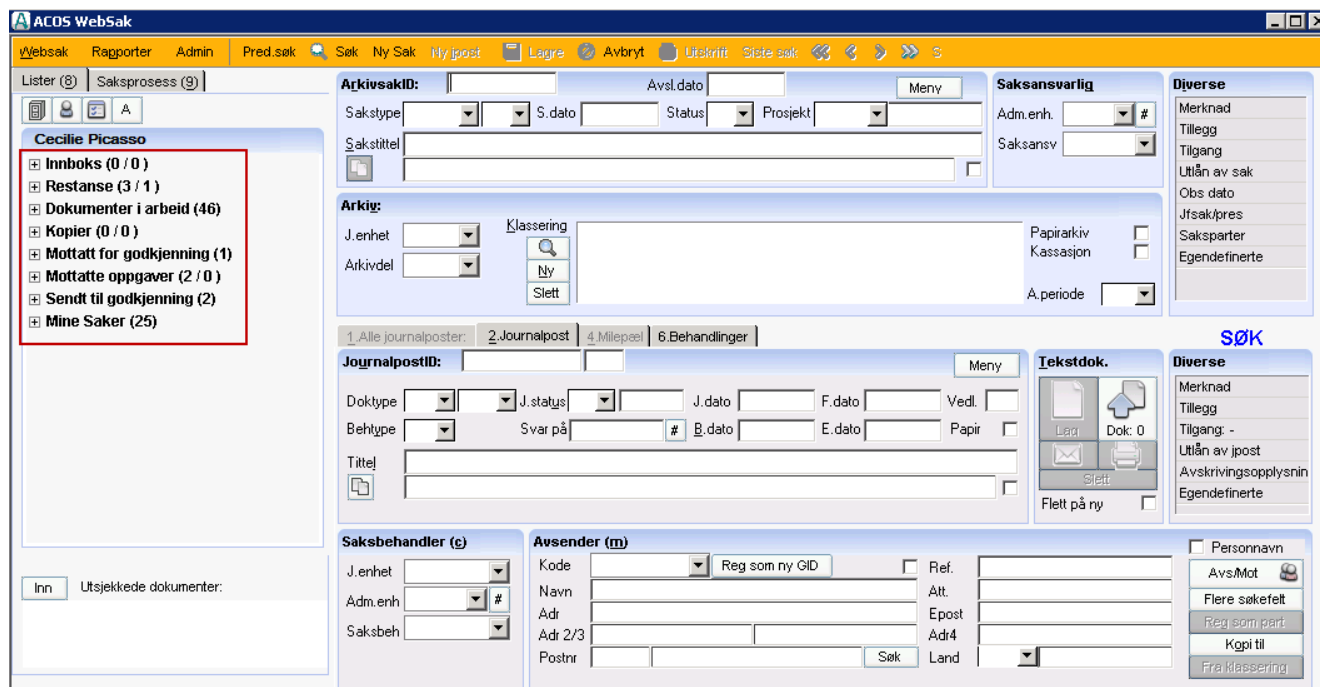 ACOS WebSak
Websak Rapporter Admin Pred.søk Søk Ny Sak Ny jpost Lagre Avbryt Utskrift Siste søk S
Lister (8) Saksprosess (9)
A
Cecilie Picasso
Innboks (0 / 0 )
Restanse (3 / 1 )
Dokumenter i arbeid (46)
Kopier (0 / 0 )
Mottatt for godkjenning (1)
Mottatte oppgaver (2 / 0 )
Sendt til godkjenning (2)
Mine Saker (25)
Inn Utsjekkede dokumenter:
ArkivsakID: Avsl.dato Meny
Sakstype S.dato Status Prosjekt
Sakstittel
Saksansvarlig
Adm.enh. #
Saksansv
Diverse
Merknad
Tillegg
Tilgang
Utlån av sak
Obs dato
Jfsak/pres
Saksparter
Egendefinerte
Arkiv:
J.enhet Klassering
Arkivdel Ny
Slett
Papirarkiv
Kassasjon
A.periode
1.Alle journalposter: 2.Journalpost 4.Milepæl 6.Behandlinger
SØK
JournalpostID: Meny
Doktype J.status J.dato F.dato Vedl.
Behtype Svar på # B.dato E.dato Papir
Tittel
Tekstdok.
Lag Dok: 0
Slett
Flett på ny
Diverse
Merknad
Tillegg
Tilgang: -
Utlån av jpost
Avskrivingsopplysnin
Egendefinerte
Saksbehandler (c)
J.enhet
Adm.enh #
Saksbeh
Avsender (m)
Kode Reg som ny GID Ref.
Navn Att.
Adr Epost
Adr 2/3 Adr4
Postnr Søk Land
Personnavn
Avs/Mot
Flere søkefelt
Reg som part
Kopi til
Fra klassering